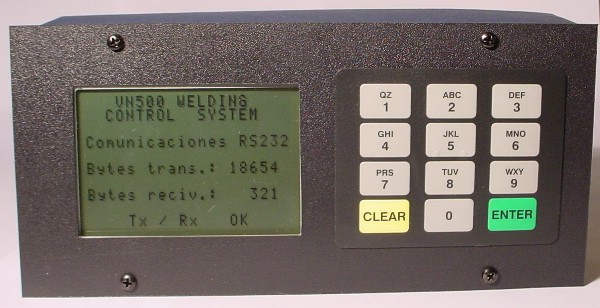 VN500 WELDING
CONTROL SYSTEM
Comunicaciones RS232
Bytes trans.: 18654
Bytes reciv.: 321
Tx / Rx OK
QZ
1
ABC
2
DEF
3
GHI
4
JKL
5
MNO
6
PRS
7
TUV
8
WXY
9
CLEAR
0
ENTER